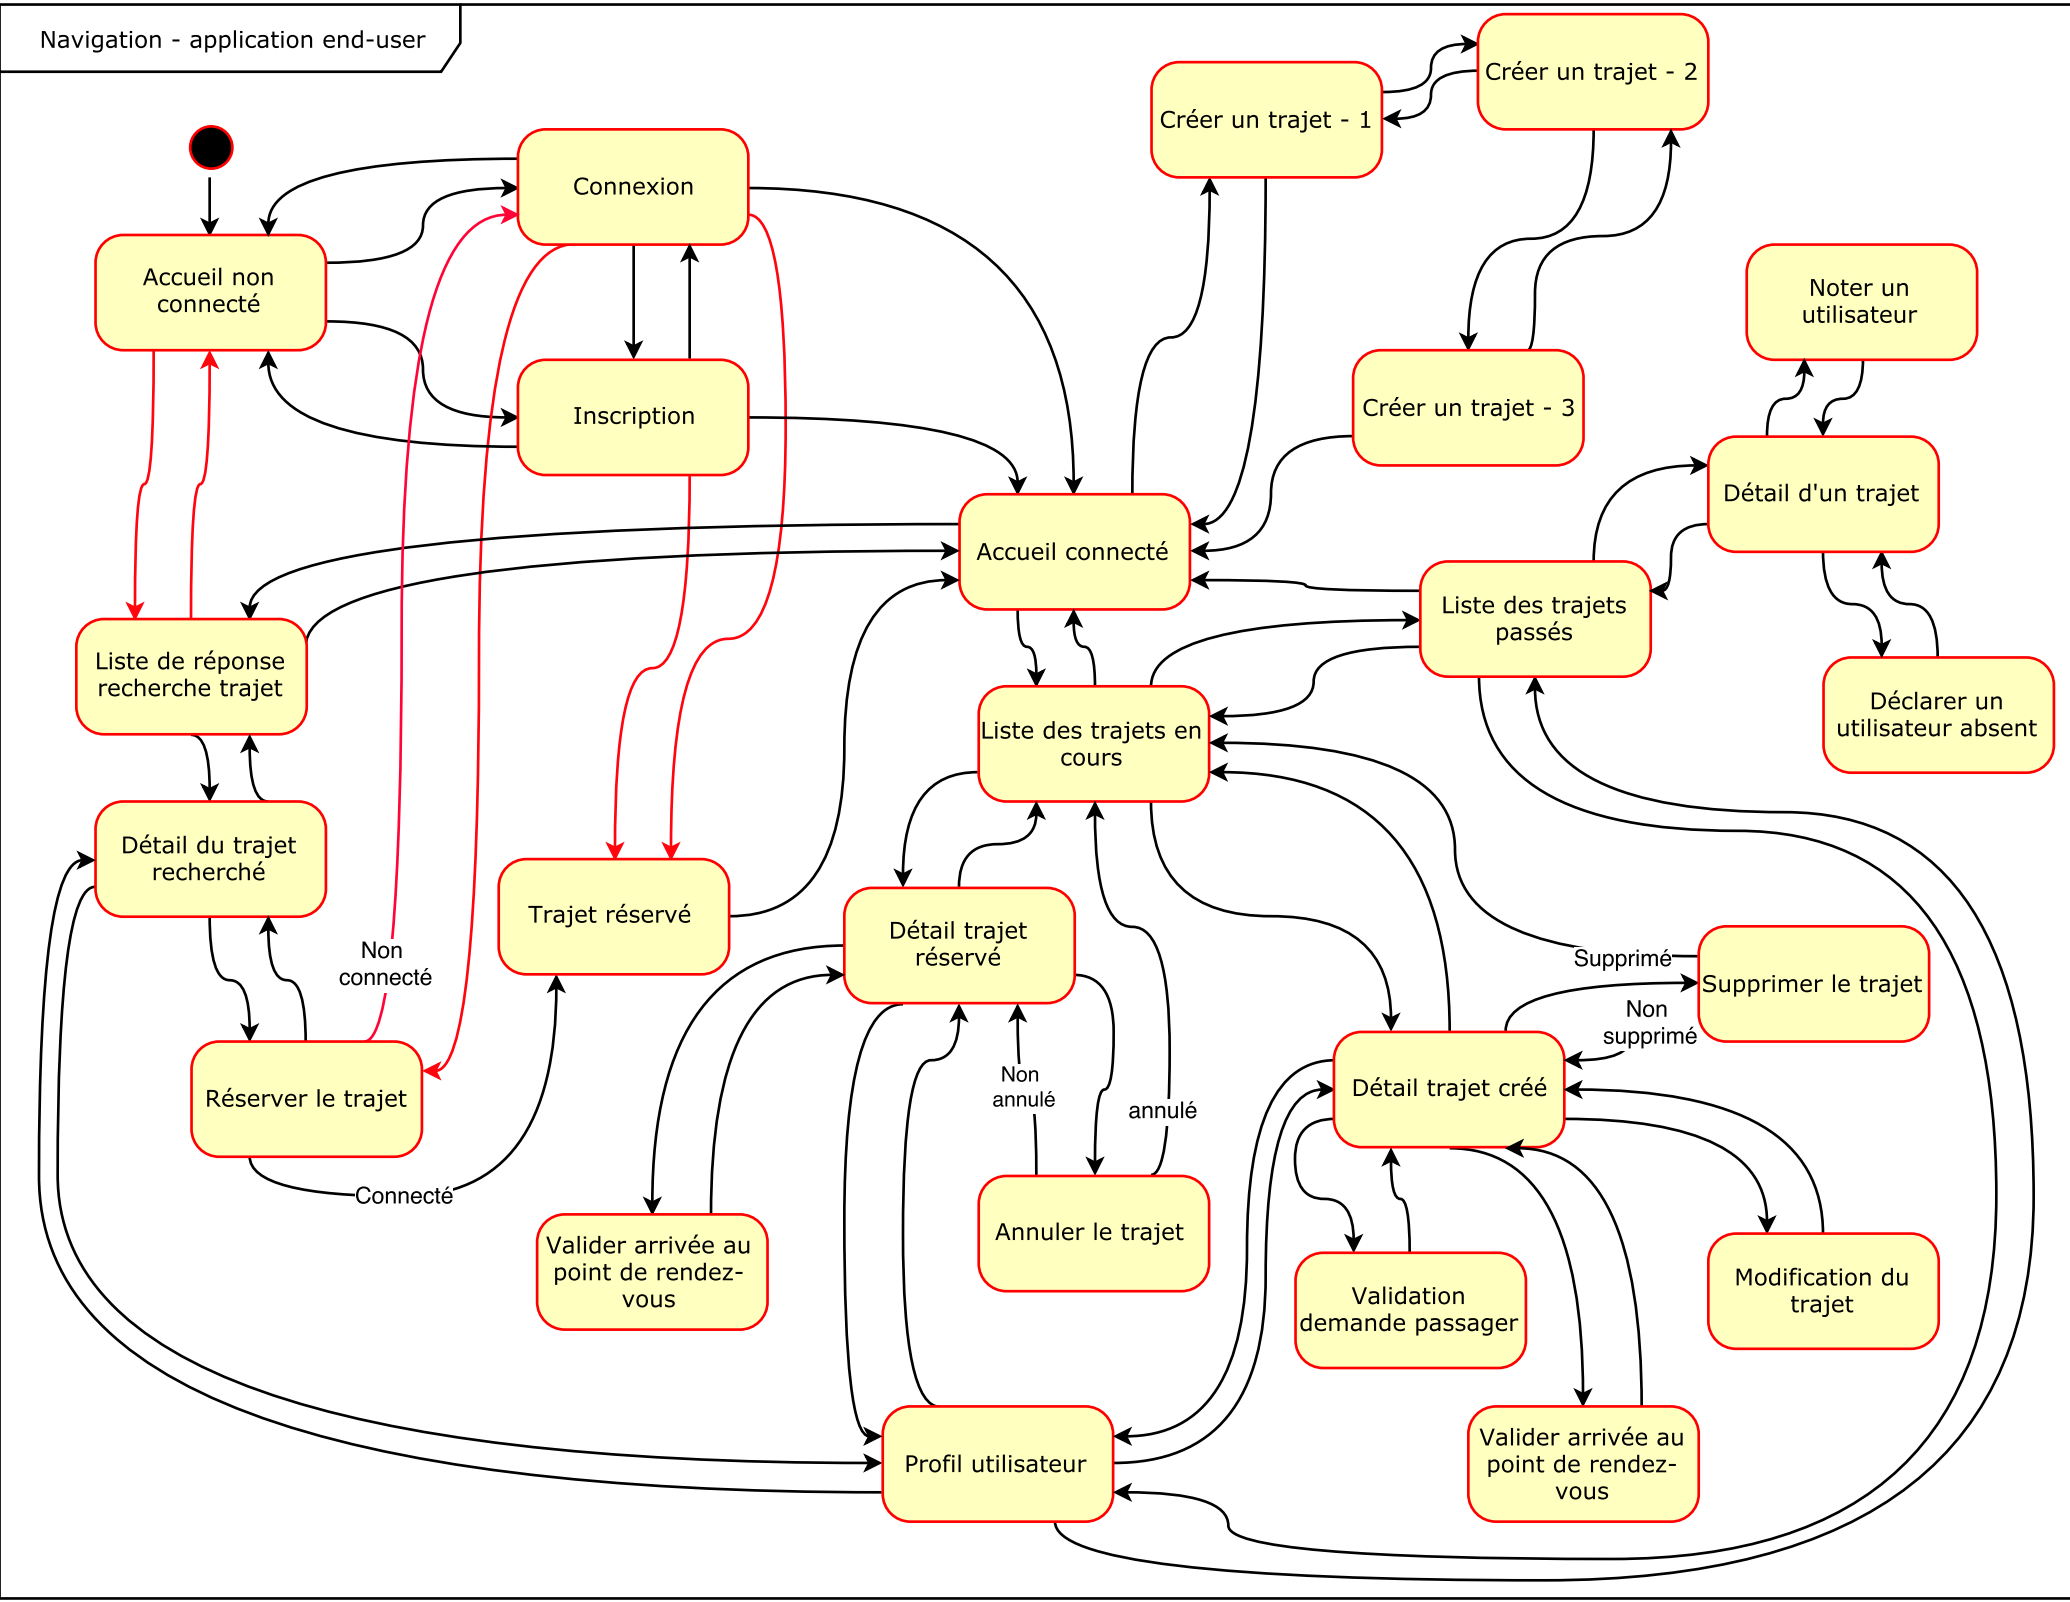 Navigation - application end-user
Créer un trajet - 2
Créer un trajet - 1
Connexion
Accueil non
connecté
Noter un
utilisateur
Inscription
Créer un trajet - 3
Détail d'un trajet
Accueil connecté
Liste des trajets
passés
Liste de réponse
recherche trajet
Déclarer un
utilisateur absent
Liste des trajets en
cours
Détail du trajet
recherché
Trajet réservé
Détail trajet
réservé
Non
connecté
Supprimé
Supprimer le trajet
Non
supprimé
Réserver le trajet
Non
annulé
annulé
Détail trajet créé
Connecté
Annuler le trajet
Valider arrivée au
point de rendez-
vous
Validation
demande passager
Modification du
trajet
Profil utilisateur
Valider arrivée au
point de rendez-
vous